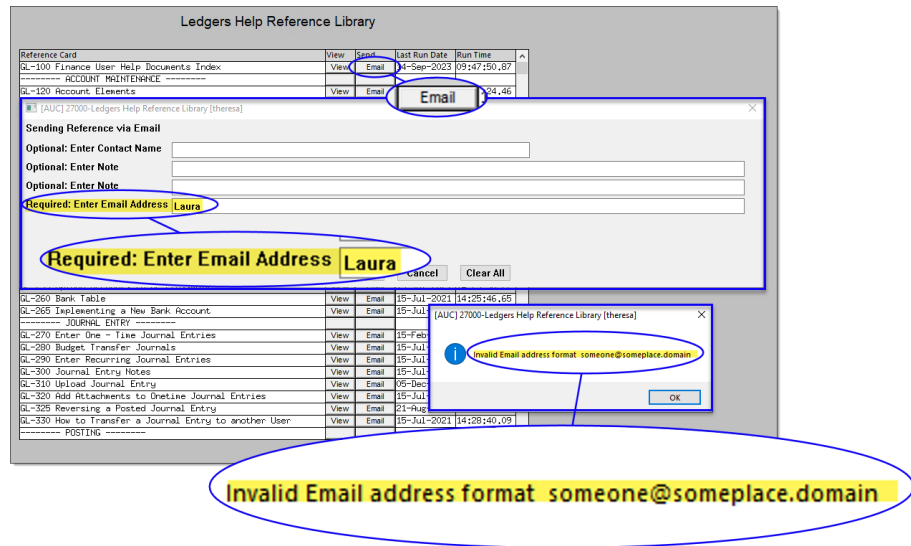 Ledgers Help Reference Library
Reference Card View Send Last Run Date Run Time
GL-100 Finance User Help Documents Index View Email 14-Sep-2023 09:47:50.87
-------- ACCOUNT MAINTENANCE --------
GL-120 Account Elements View Email 24.46
Email
[AUC] 27000-Ledgers Help Reference Library [theresa]
Sending Reference via Email
Optional: Enter Contact Name
Optional: Enter Note
Optional: Enter Note
Required: Enter Email Address Laura
Required: Enter Email Address Laura
Cancel Clear All
GL-260 Bank Table View Email 15-Jul-2021 14:25:46.65
GL-265 Implementing a New Bank Account View Email 15-Jul
-------- JOURNAL ENTRY --------
GL-270 Enter One - Time Journal Entries View Email 15-Feb
GL-280 Budget Transfer Journals View Email 15-Jul
GL-290 Enter Recurring Journal Entries View Email 15-Jul
GL-300 Journal Entry Notes View Email 15-Jul
GL-310 Upload Journal Entry View Email 05-Dec
GL-320 Add Attachments to Onetime Journal Entries View Email 15-Jul
GL-325 Reversing a Posted Journal Entry View Email 21-Aug
GL-330 How to Transfer a Journal Entry to another User View Email 15-Jul-2021 14:28:40.09
-------- POSTING --------
[AUC] 27000-Ledgers Help Reference Library [theresa]
Invalid Email address format someone@someplace.domain
OK
Invalid Email address format someone@someplace.domain